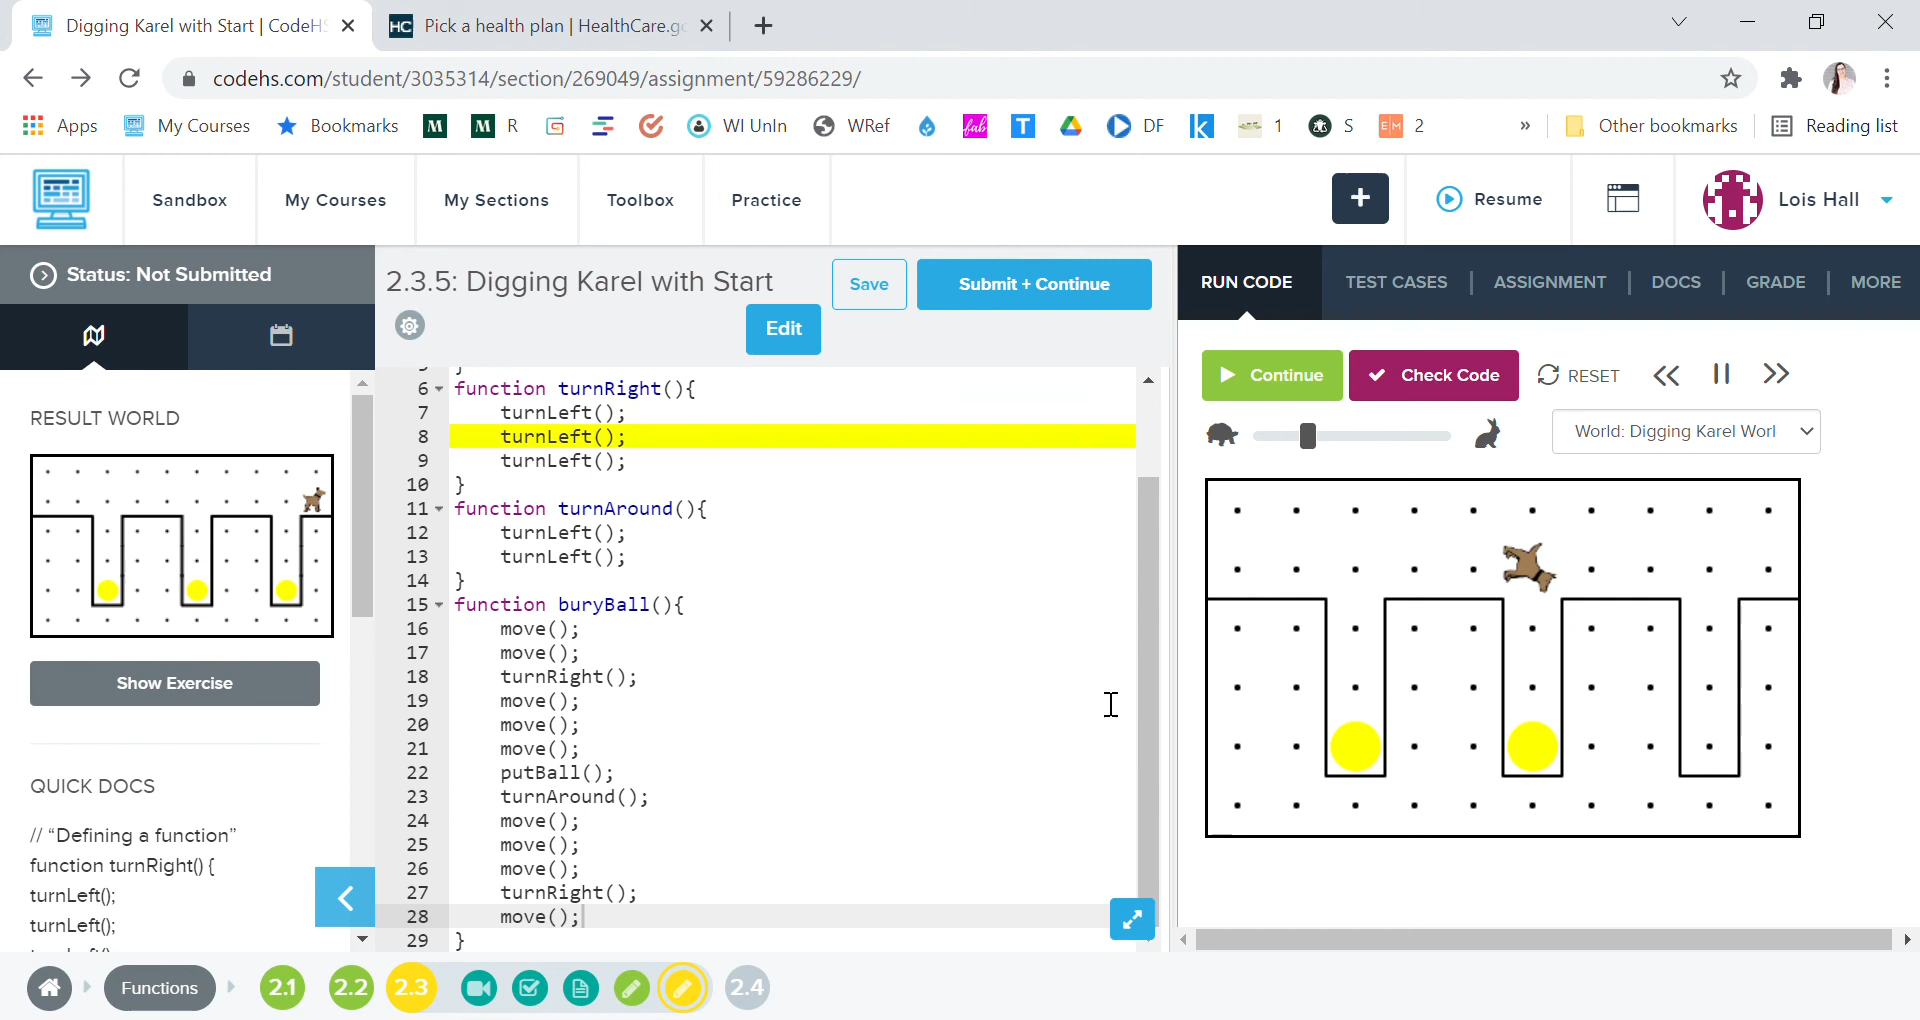 Digging Karel with Start | CodeHS
HC Pick a health plan | HealthCare.go
codehs.com/student/3035314/section/269049/assignment/59286229/
Apps My Courses Bookmarks M M R WI UnIn WRef fab T DF K 1 S E|M 2 » Other bookmarks Reading list
Sandbox My Courses My Sections Toolbox Practice + Resume Lois Hall
Status: Not Submitted
2.3.5: Digging Karel with Start Save Submit + Continue
Edit
RUN CODE TEST CASES ASSIGNMENT DOCS GRADE MORE
RESULT WORLD
Show Exercise
QUICK DOCS
// “Defining a function”
function turnRight() {
turnLeft();
turnLeft();
6 function turnRight(){
7 turnLeft();
8 turnLeft();
9 turnLeft();
10 }
11 function turnAround(){
12 turnLeft();
13 turnLeft();
14 }
15 function buryBall(){
16 move();
17 move();
18 turnRight();
19 move();
20 move();
21 move();
22 putBall();
23 turnAround();
24 move();
25 move();
26 move();
27 turnRight();
28 move();
29 }
Continue Check Code RESET
World: Digging Karel Worl
Functions 2.1 2.2 2.3 2.4